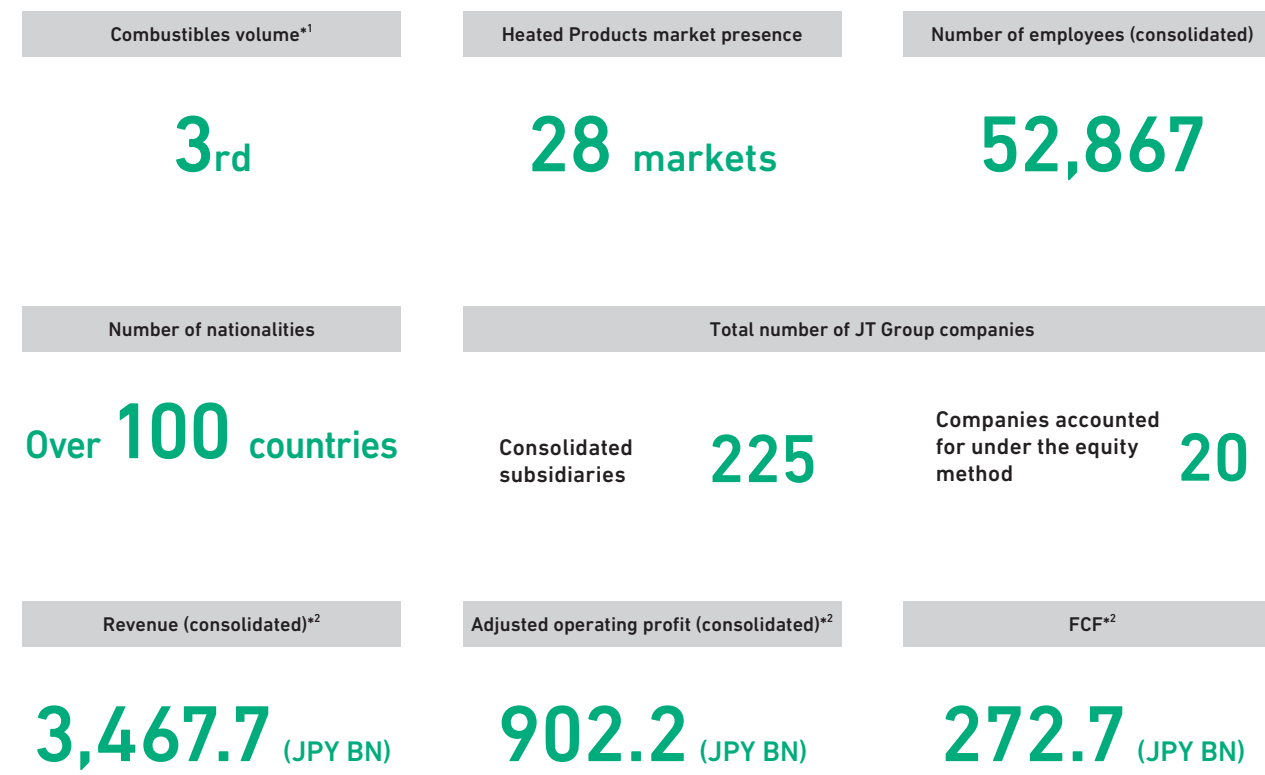 Combustibles volume*1
3rd
Heated Products market presence
28 markets
Number of employees (consolidated)
52,867
Number of nationalities
Over 100 countries
Total number of JT Group companies
Consolidated
subsidiaries
225
Companies accounted
for under the equity
method
20
Revenue (consolidated)*2
3,467.7 (JPY BN)
Adjusted operating profit (consolidated)*2
902.2 (JPY BN)
FCF*2
272.7 (JPY BN)